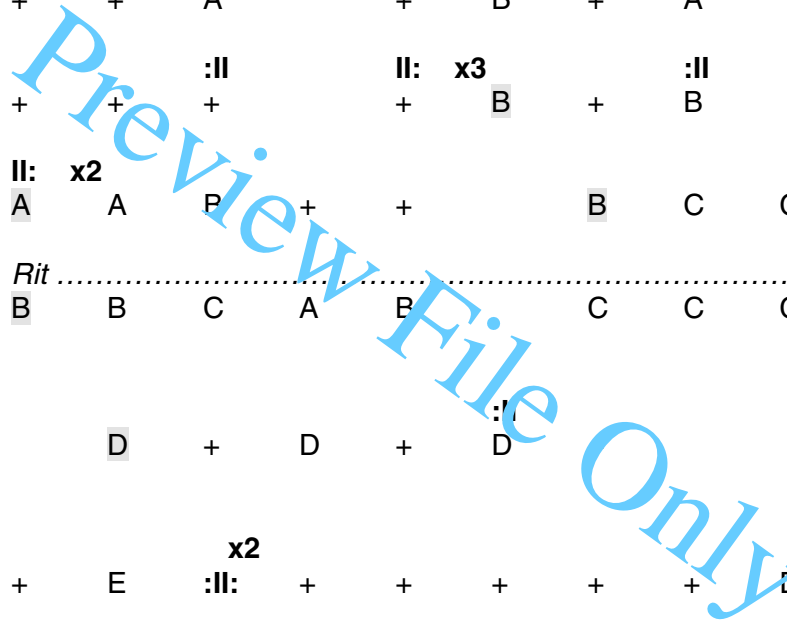 + + A + B + A
:II II: x3 :II
+ + + + B + B
II: x2
A A B + + B C
Rit ........................................................................
B B C A B C C
:II
D + D + D
x2
+ E :II: + + + + +
Preview File Only